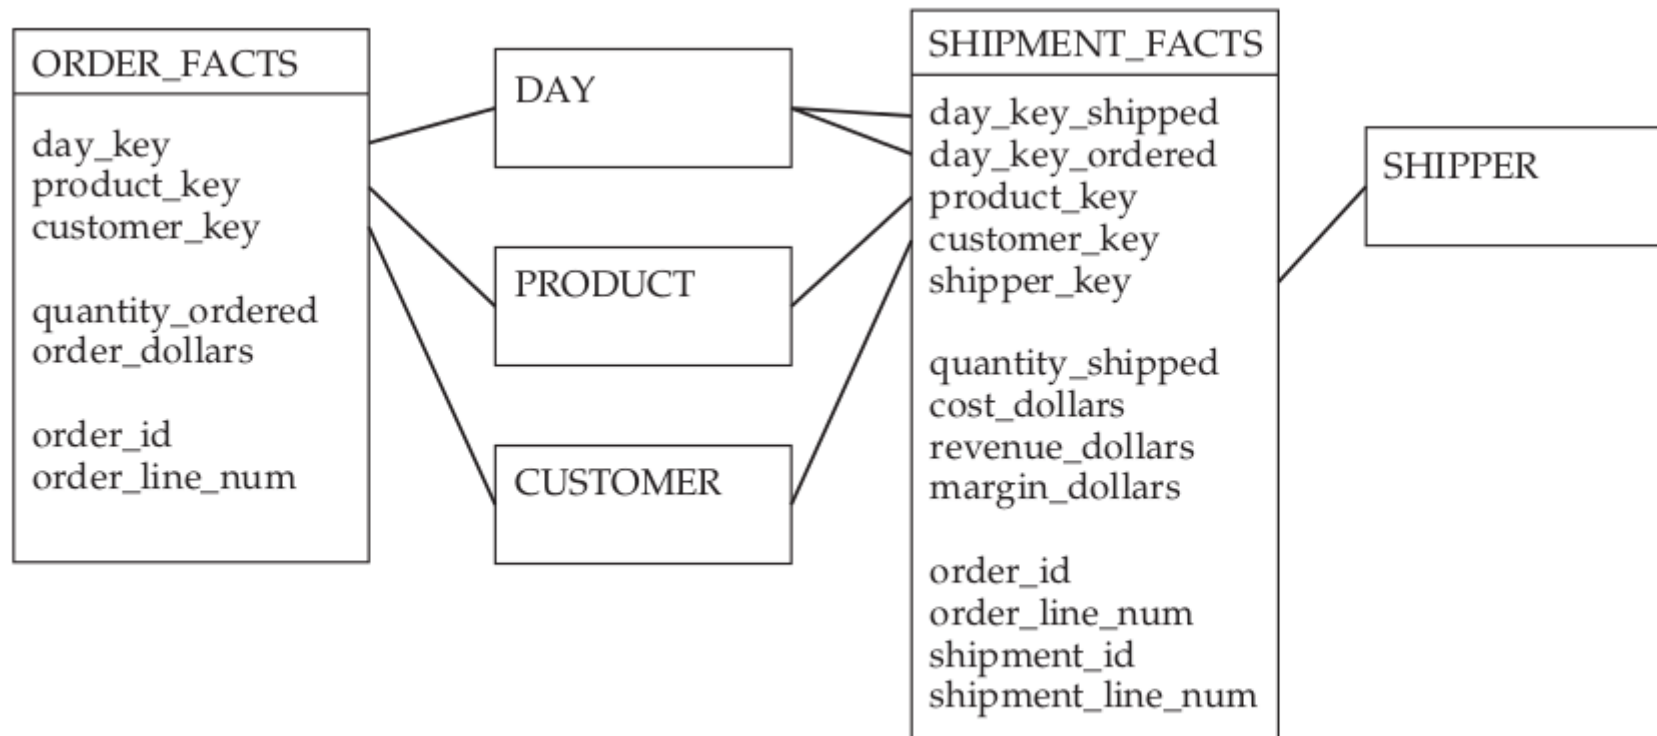 ORDER_FACTS
day_key
product_key
customer_key
quantity_ordered
order_dollars
order_id
order_line_num
DAY
PRODUCT
CUSTOMER
SHIPMENT_FACTS
day_key_shipped
day_key_ordered
product_key
customer_key
shipper_key
quantity_shipped
cost_dollars
revenue_dollars
margin_dollars
order_id
order_line_num
shipment_id
shipment_line_num
SHIPPER